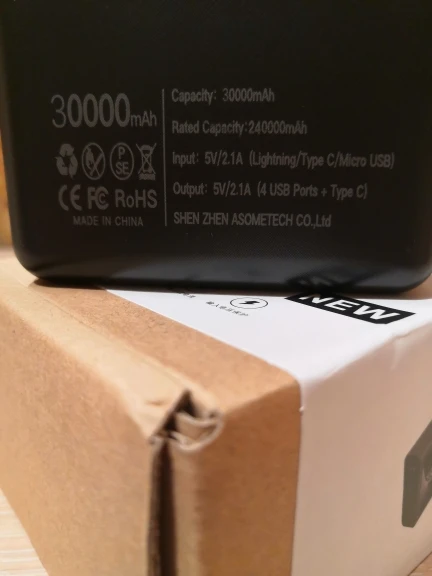 30000mAh
CE FC RoHS
MADE IN CHINA
Capacity: 30000mAh
Rated Capacity:240000mAh
Input: 5V/2.1A (Lightning/Type C/Micro USB)
Output: 5V/2.1A (4 USB Ports + Type C)
SHEN ZHEN ASOMETECH CO.,Ltd
PS
E
NEW